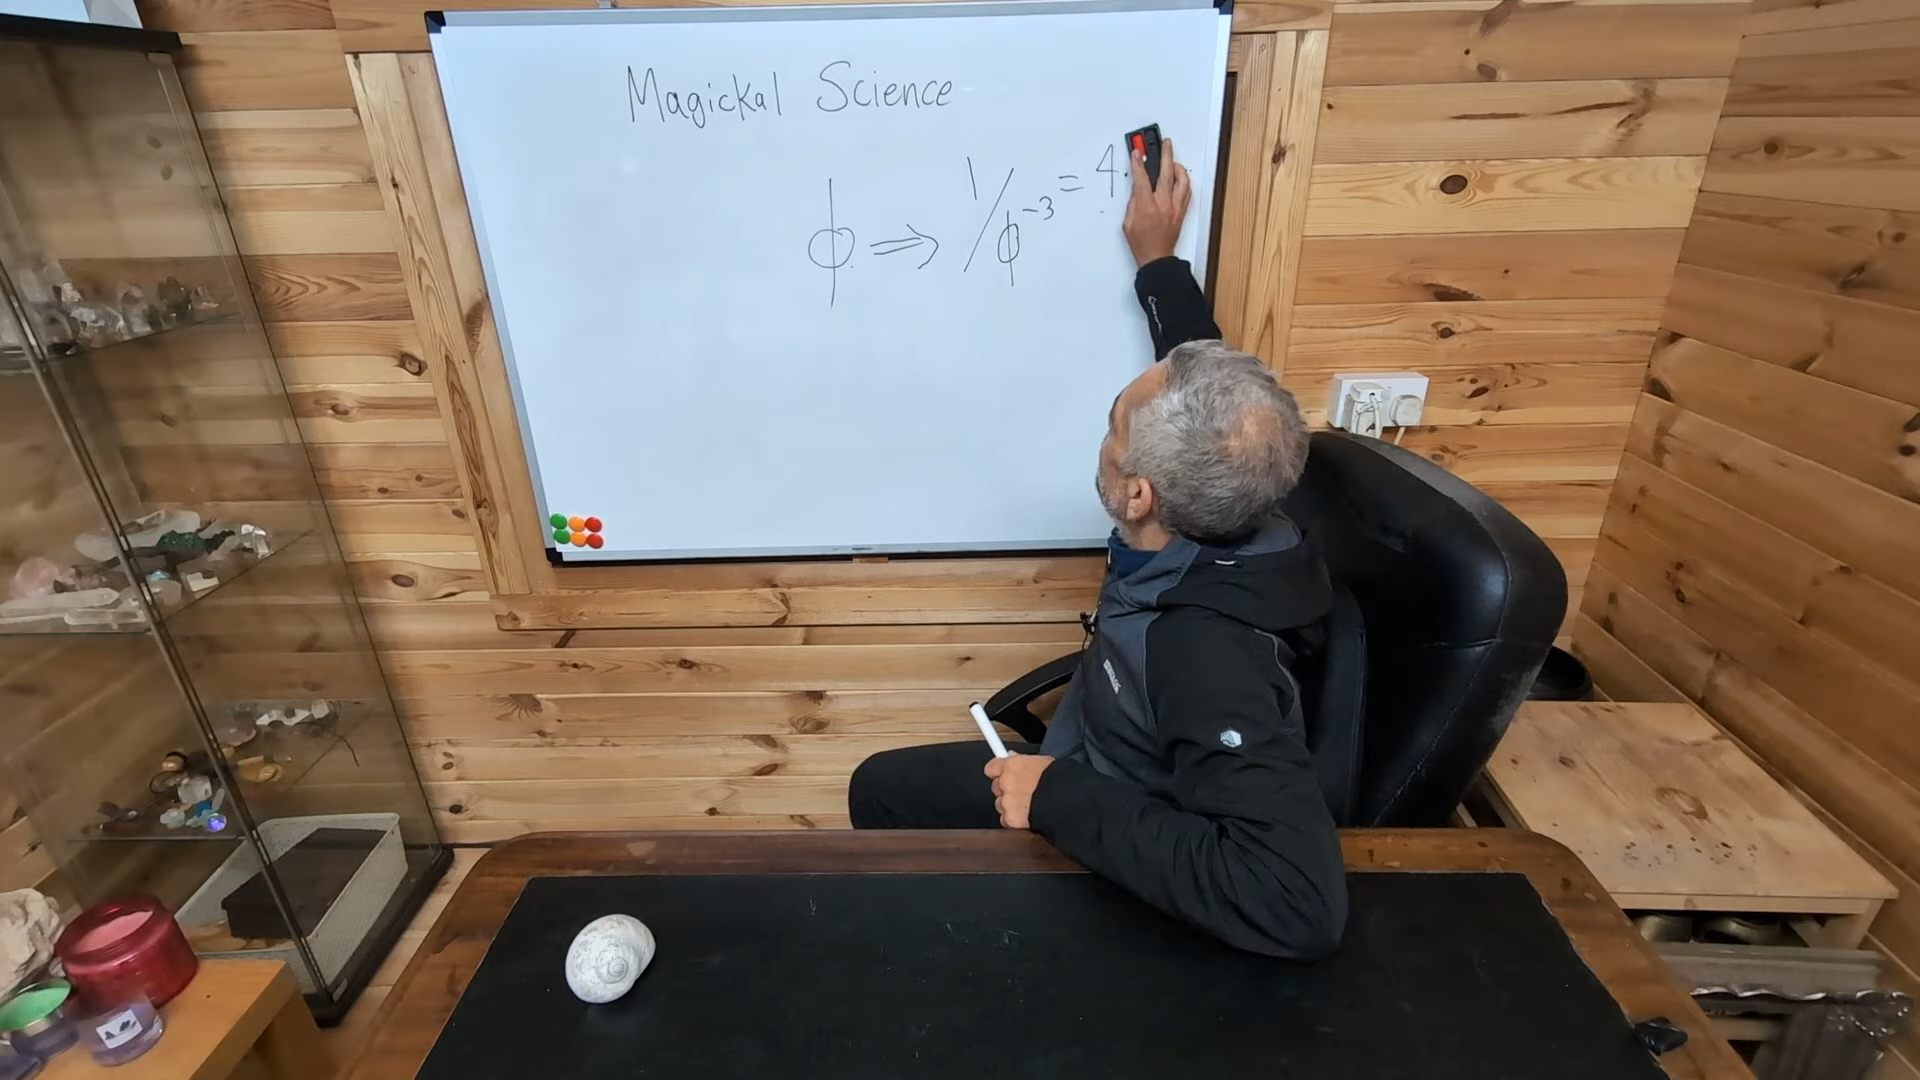 Magickal Science
ϕ. ⇒ 1/ϕ⁻³ = 4.